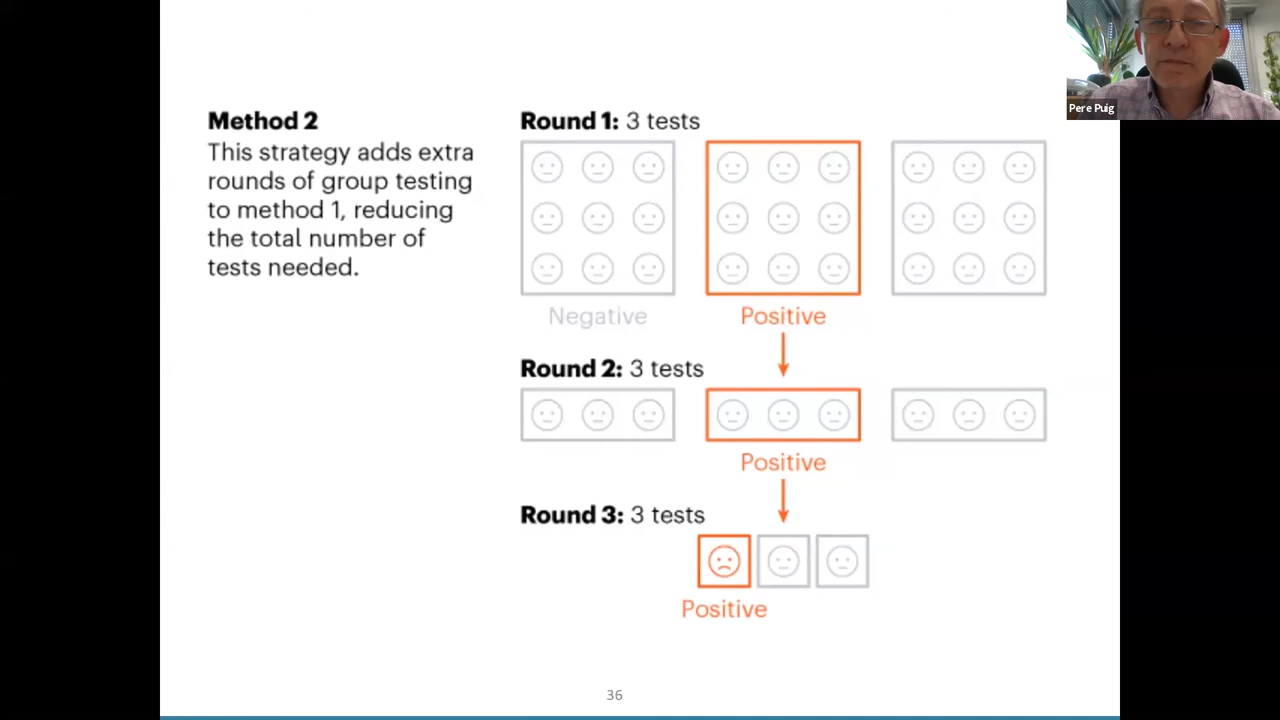 Pere Puig
Method 2
This strategy adds extra
rounds of group testing
to method 1, reducing
the total number of
tests needed.
Round 1: 3 tests
Negative
Positive
Round 2: 3 tests
Positive
Round 3: 3 tests
Positive
36